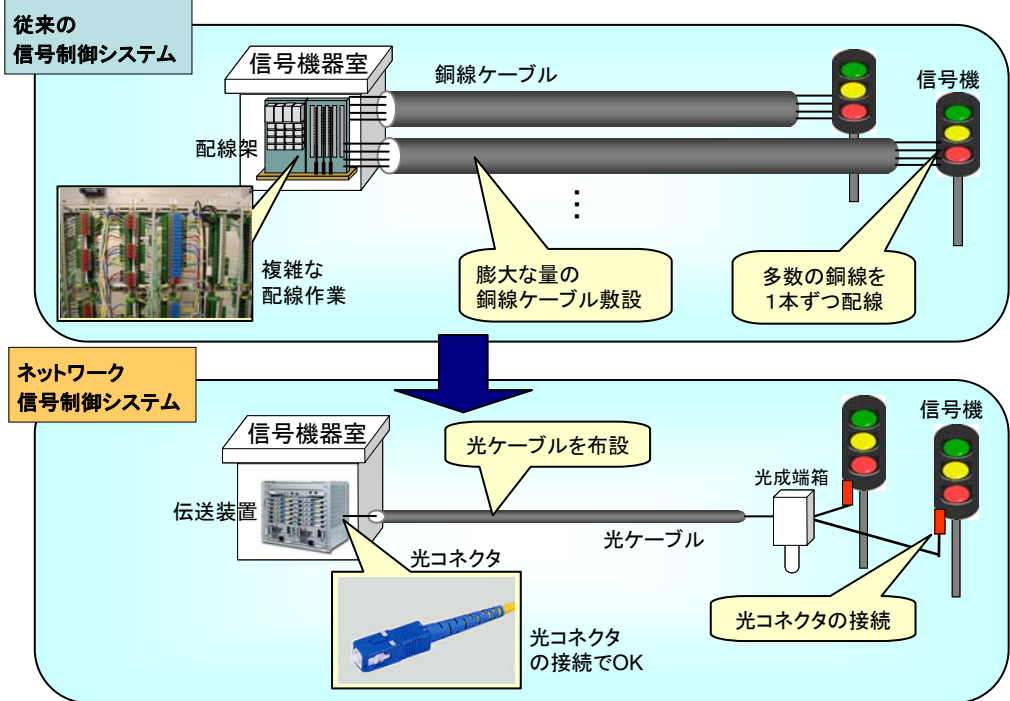 従来の
信号制御システム
信号機器室
銅線ケーブル
信号機
配線架
複雑な
配線作業
膨大な量の
銅線ケーブル敷設
多数の銅線を
1本ずつ配線
ネットワーク
信号制御システム
信号機器室
光ケーブルを布設
信号機
光成端箱
伝送装置
光ケーブル
光コネクタ
光コネクタ
の接続でOK
光コネクタの接続